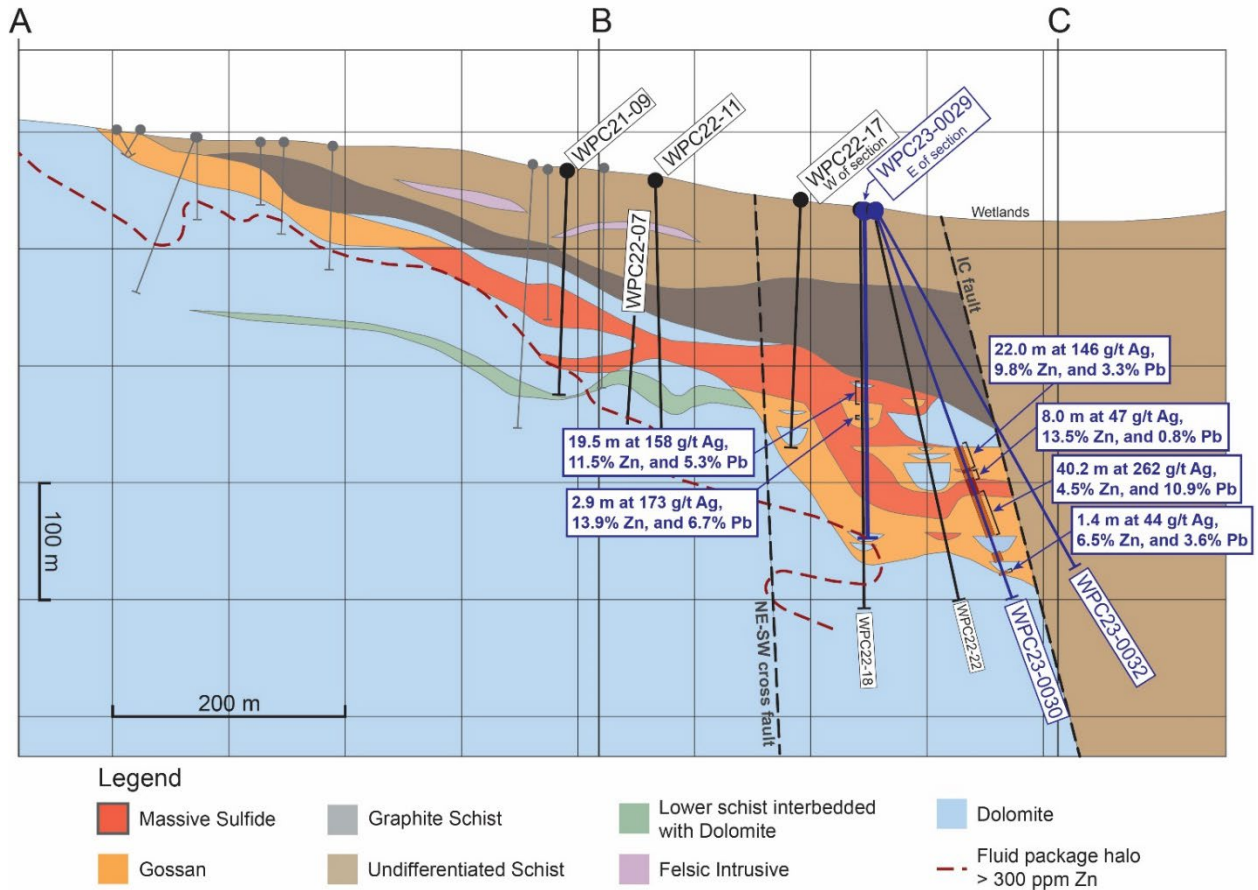 A
B
C
WPC21-09
WPC22-11
WPC22-17
W of section
WPC23-0029
E of section
Wetlands
WPC22-07
IC fault
22.0 m at 146 g/t Ag,
9.8% Zn, and 3.3% Pb
8.0 m at 47 g/t Ag,
13.5% Zn, and 0.8% Pb
19.5 m at 158 g/t Ag,
11.5% Zn, and 5.3% Pb
40.2 m at 262 g/t Ag,
4.5% Zn, and 10.9% Pb
2.9 m at 173 g/t Ag,
13.9% Zn, and 6.7% Pb
1.4 m at 44 g/t Ag,
6.5% Zn, and 3.6% Pb
100 m
200 m
NE-SW cross fault
WPC22-18
WPC22-22
WPC23-0030
WPC23-0032
Legend
Massive Sulfide
Graphite Schist
Lower schist interbedded
with Dolomite
Dolomite
Gossan
Undifferentiated Schist
Felsic Intrusive
Fluid package halo
> 300 ppm Zn